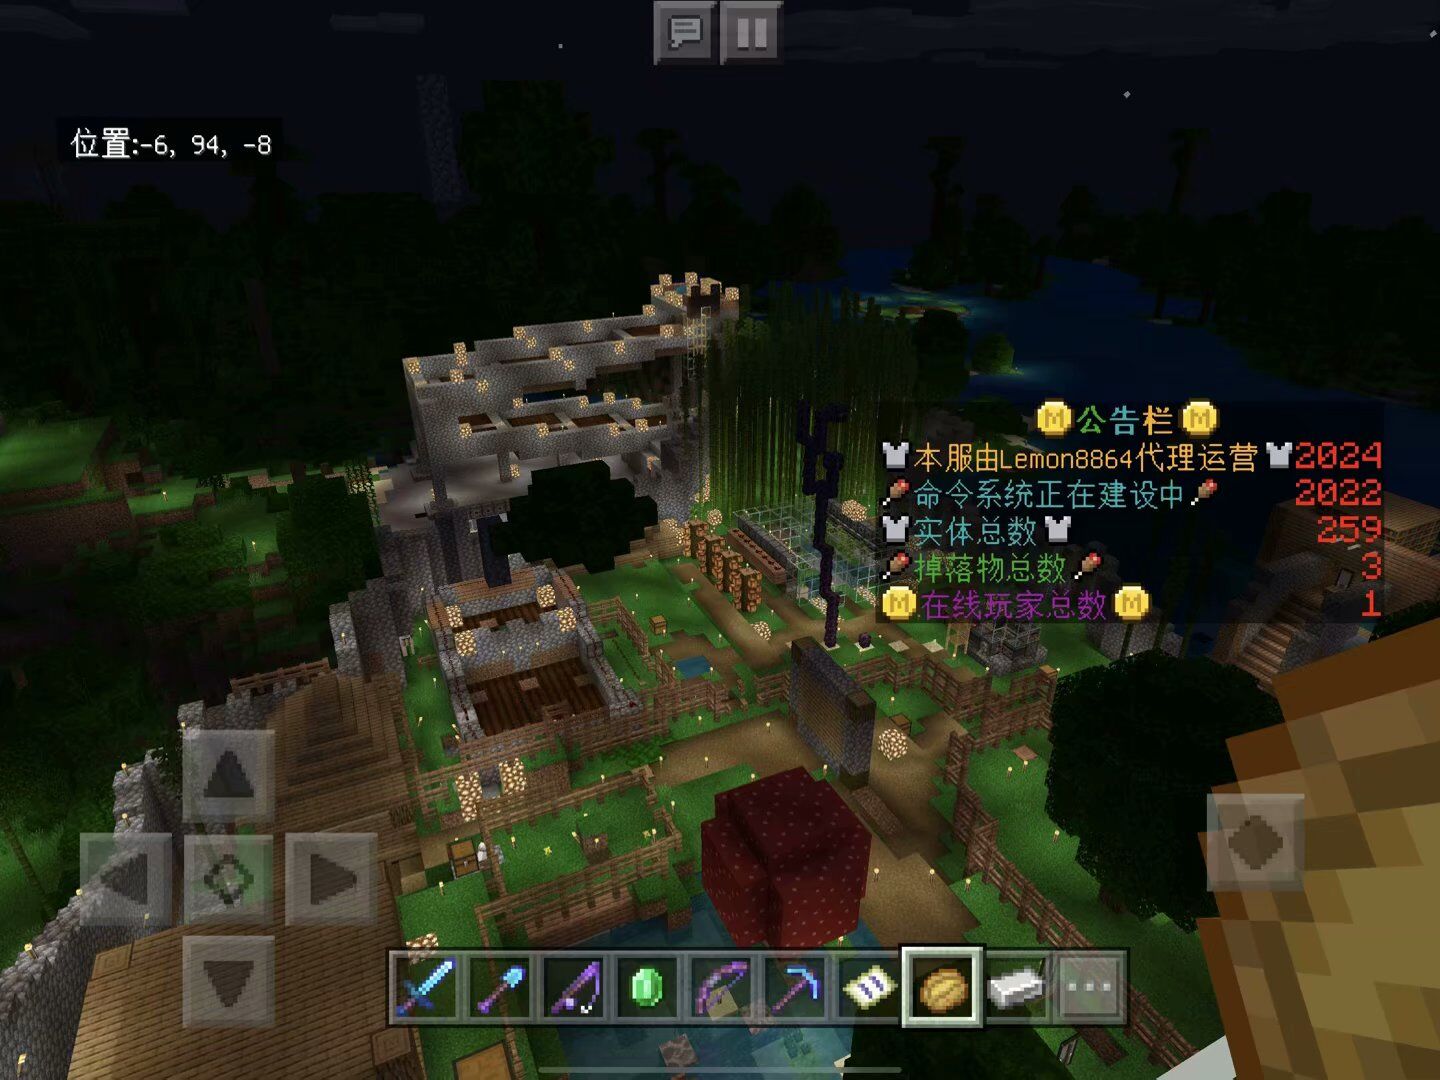 位置:-6, 94, -8
公告栏
本服由Lemon8864代理运营 2024
命令系统正在建设中 2022
实体总数 259
掉落物总数 3
在线玩家总数 1